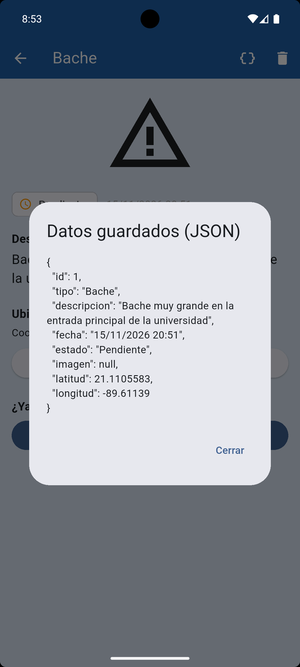 8:53
Bache
Datos guardados (JSON)
{
"id": 1,
"tipo": "Bache",
"descripcion": "Bache muy grande en la
entrada principal de la universidad",
"fecha": "15/11/2026 20:51",
"estado": "Pendiente",
"imagen": null,
"latitud": 21.1105583,
"longitud": -89.61139
}
Cerrar